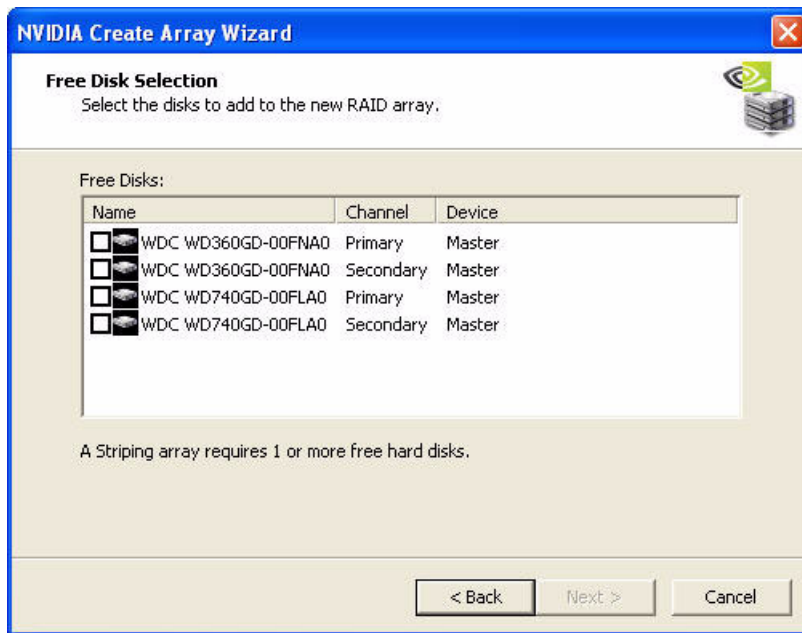 NVIDIA Create Array Wizard
Free Disk Selection
Select the disks to add to the new RAID array.
Free Disks:
Name Channel Device
WDC WD360GD-00FNA0 Primary Master
WDC WD360GD-00FNA0 Secondary Master
WDC WD740GD-00FLA0 Primary Master
WDC WD740GD-00FLA0 Secondary Master
A Striping array requires 1 or more free hard disks.
< Back Next > Cancel